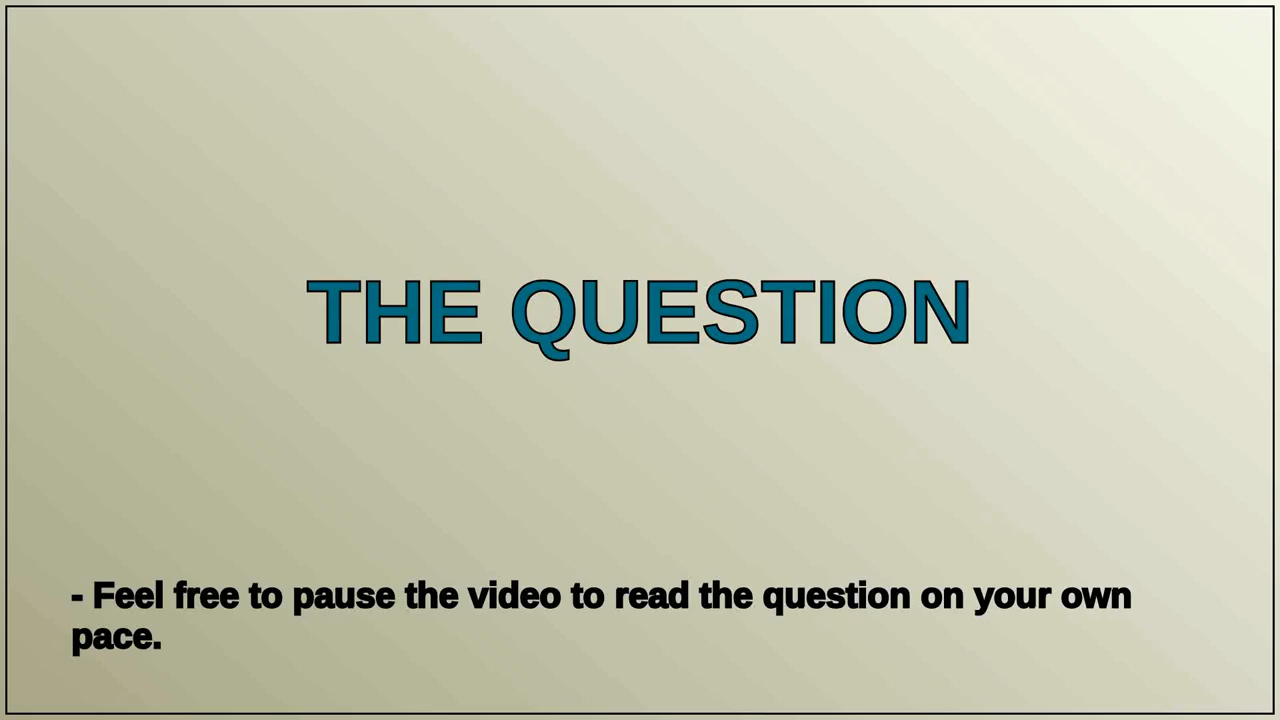 THE QUESTION
- Feel free to pause the video to read the question on your own
pace.